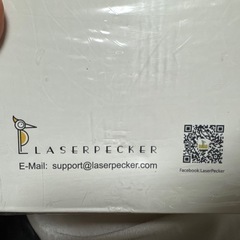 LASERPECKER
E-Mail: support@laserpecker.com
Facebook:LaserPecker